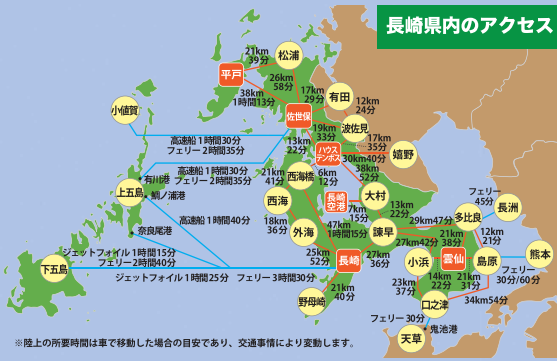 長崎県内のアクセス
21km
39分
松浦
平戸
26km
58分
38km
1時間13分
17km
29分
有田
12km
24分
小値賀
佐世保
波佐見
19km
33分
17km
35分
高速船 1時間30分
フェリー 2時間35分
13km
22分
ハウス
テンボス
30km40分
嬉野
高速船 1時間30分
フェリー 2時間35分
有川港
21km
41分
西海橋
6km
12分
38km
52分
上五島
鯛ノ浦港
西海
長崎
空港
大村
フェリー
45分
長洲
7km
15分
13km
22分
高速船 1時間40分
18km
36分
29km47分
多比良
奈良尾港
外海
47km
1時間15分
諫早
21km
38分
12km
21分
27km42分
ジェットフォイル 1時間15分
フェリー 2時間40分
25km
52分
長崎
27km
36分
小浜
雲仙
島原
熊本
下五島
フェリー
30分/60分
ジェットフォイル 1時間25分 フェリー 3時間30分
14km
22分
21km
31分
21km
40分
23km
37分
野母崎
口之津
34km54分
フェリー 30分
鬼池港
天草
※陸上の所要時間は車で移動した場合の目安であり、交通事情により変動します。